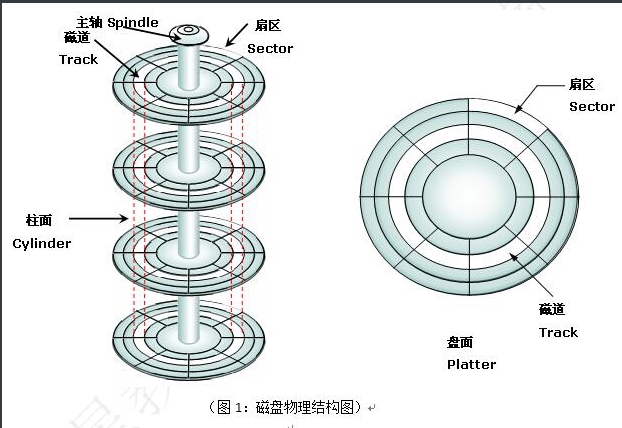 主轴 Spindle
磁道
Track
扇区
Sector
柱面
Cylinder
扇区
Sector
磁道
Track
盘面
Platter
（图 1：磁盘物理结构图）